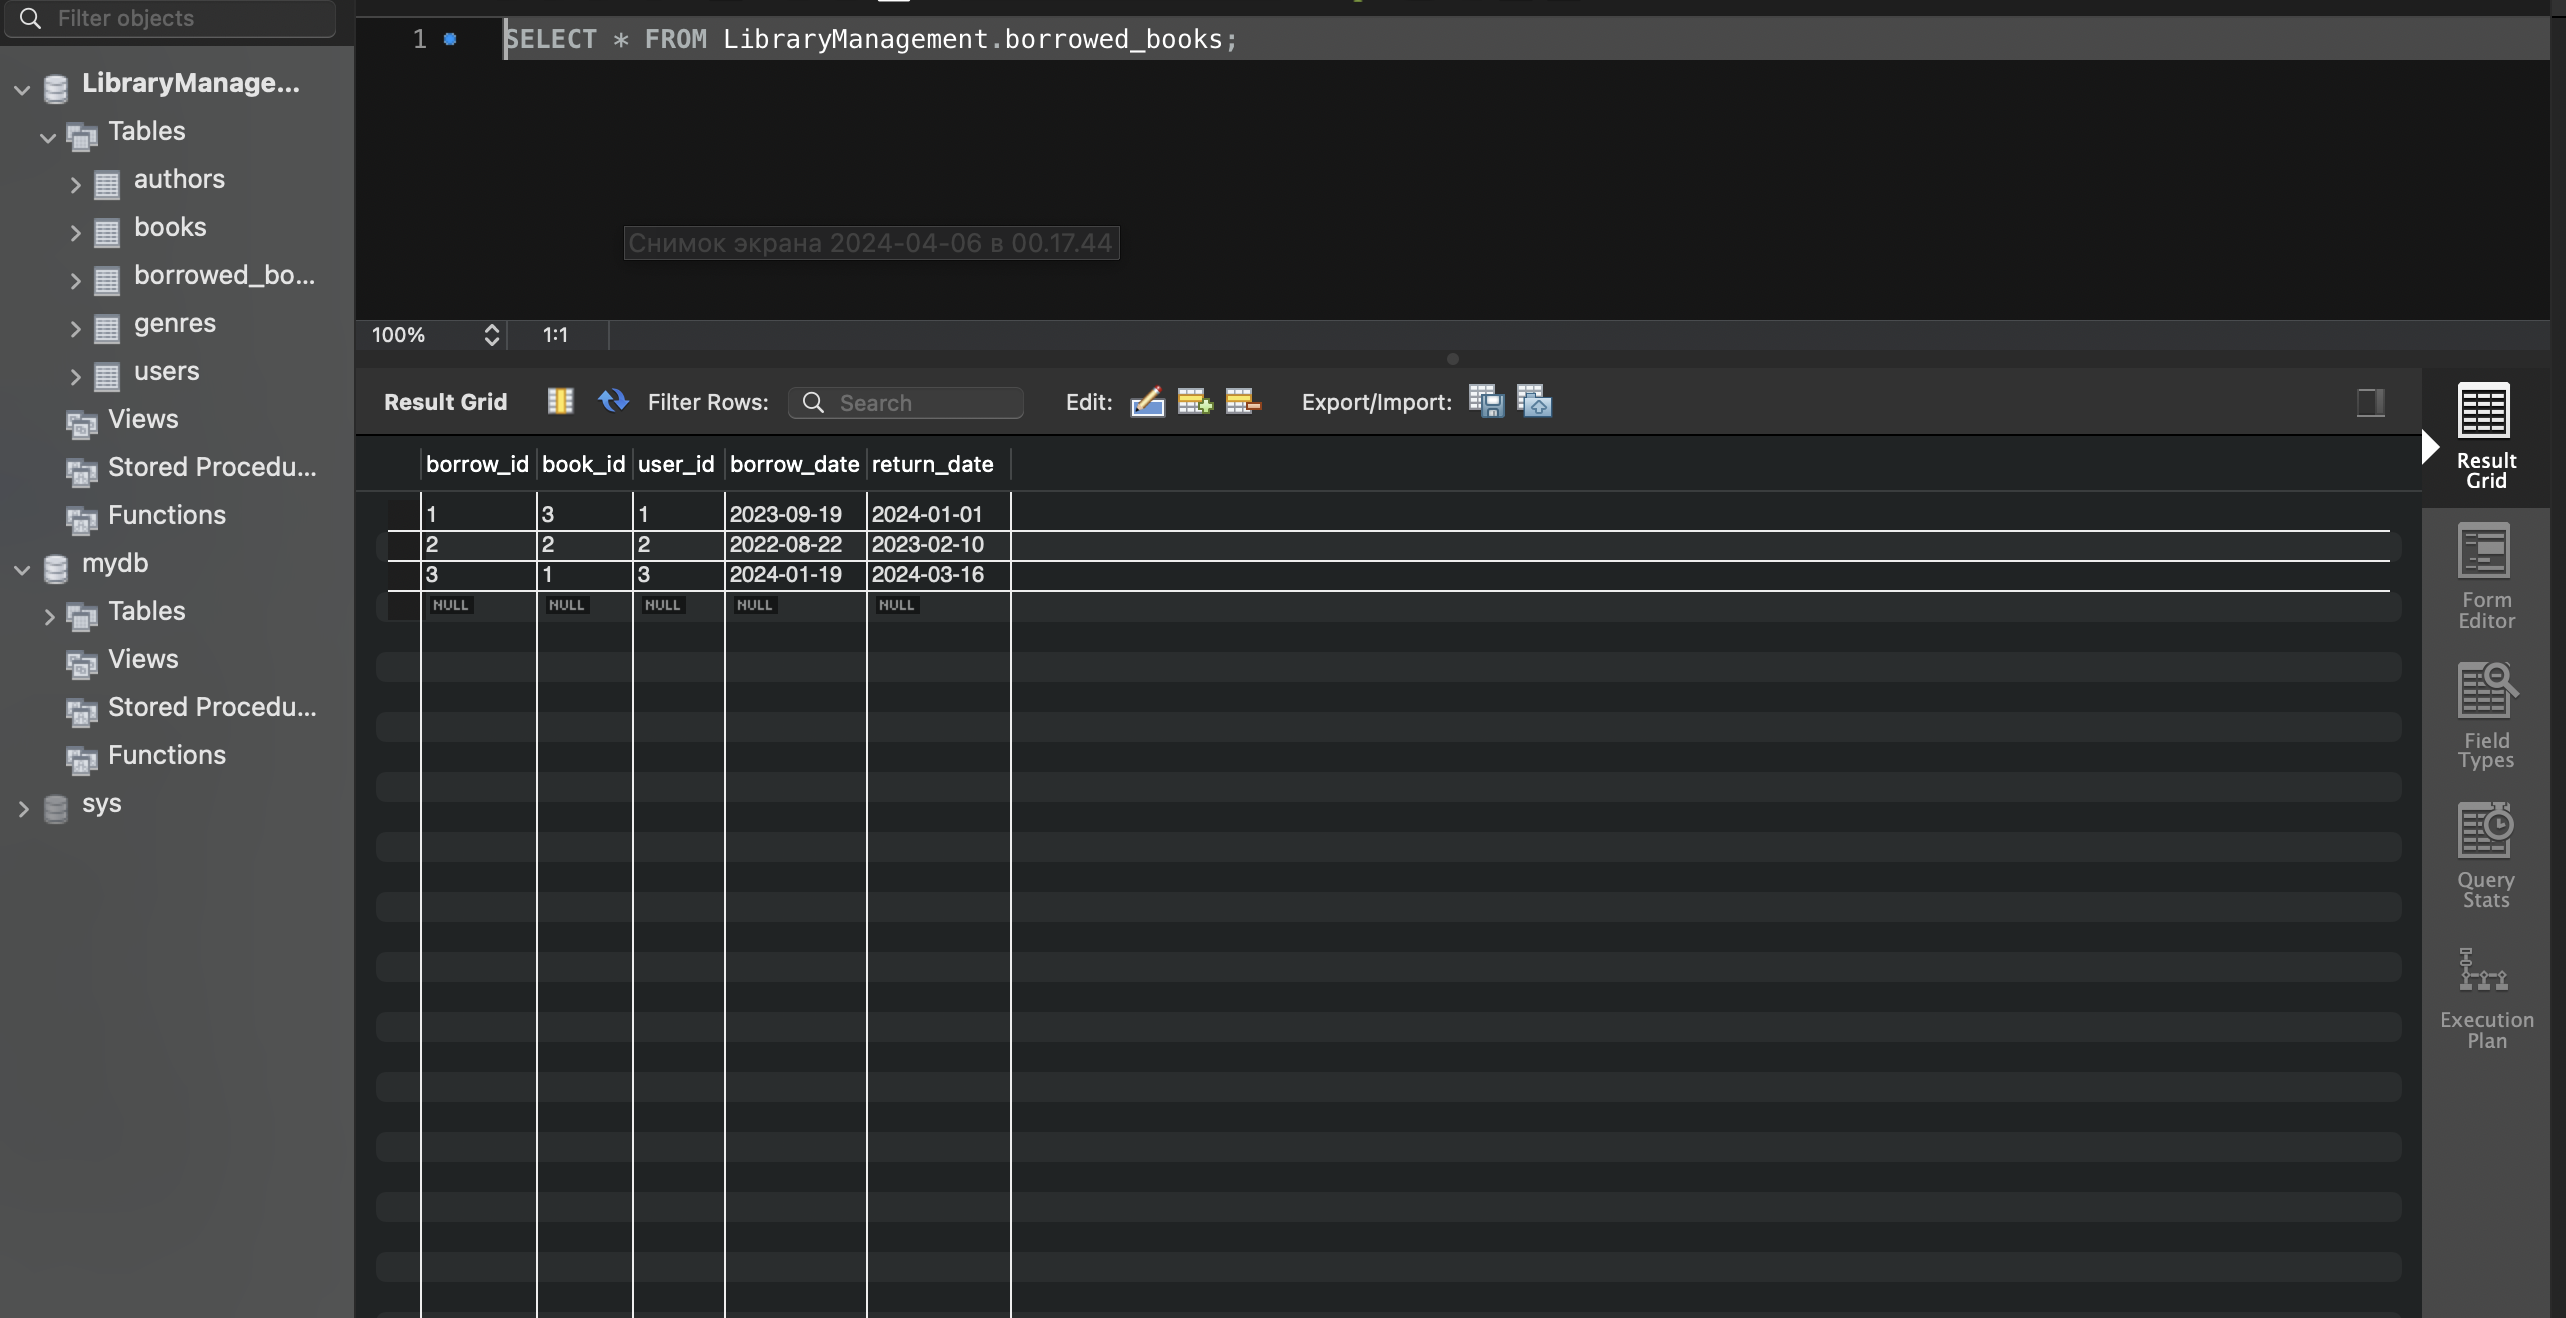 Filter objects
LibraryManage...
Tables
authors
books
borrowed_bo...
genres
users
Views
Stored Procedu...
Functions
mydb
Tables
Views
Stored Procedu...
Functions
sys
1 SELECT * FROM LibraryManagement.borrowed_books;
Снимок экрана 2024-04-06 в 00.17.44
100% 1:1
Result Grid Filter Rows: Search Edit: Export/Import:
borrow_id book_id user_id borrow_date return_date
1 3 1 2023-09-19 2024-01-01
2 2 2 2022-08-22 2023-02-10
3 1 3 2024-01-19 2024-03-16
NULL NULL NULL NULL NULL
Result
Grid
Form
Editor
Field
Types
Query
Stats
Execution
Plan